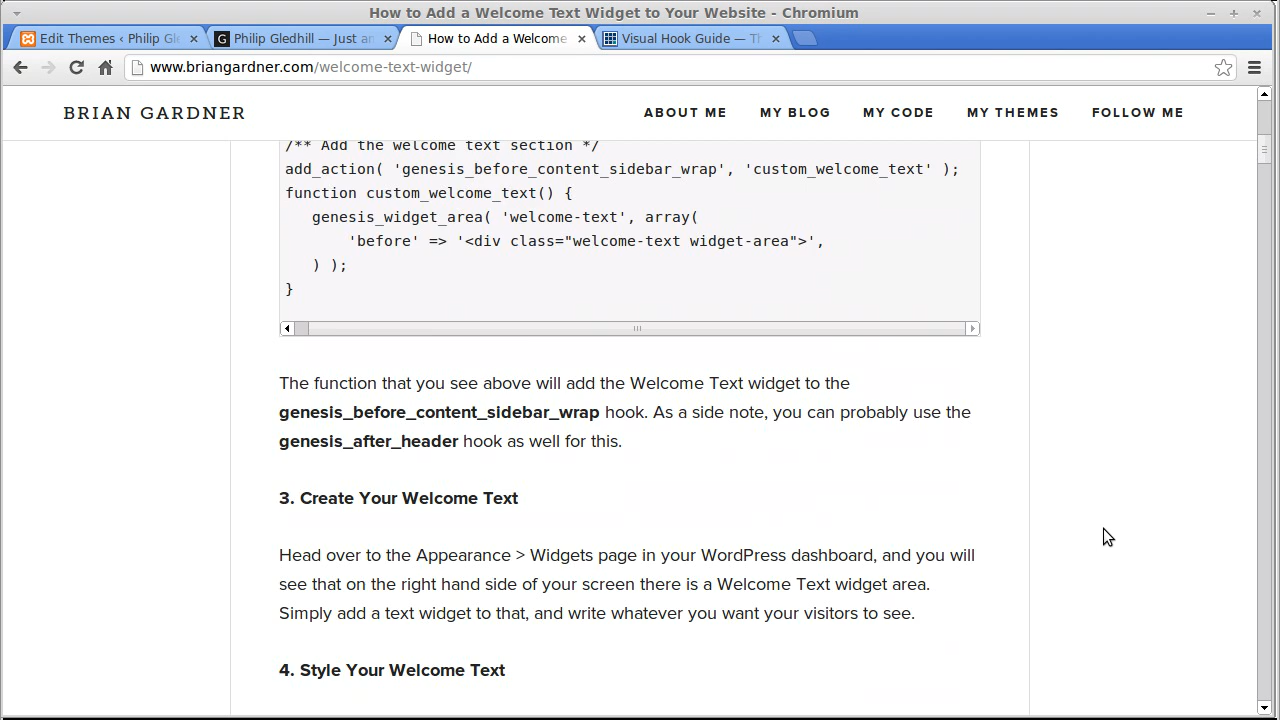 How to Add a Welcome Text Widget to Your Website - Chromium
Edit Themes ‹ Philip Gle
Philip Gledhill — Just an
How to Add a Welcome
Visual Hook Guide — Th
www.briangardner.com/welcome-text-widget/
BRIAN GARDNER
ABOUT ME MY BLOG MY CODE MY THEMES FOLLOW ME
/** Add the welcome text section */
add_action( 'genesis_before_content_sidebar_wrap', 'custom_welcome_text' );
function custom_welcome_text() {
genesis_widget_area( 'welcome-text', array(
'before' => '<div class="welcome-text widget-area">',
) );
}
The function that you see above will add the Welcome Text widget to the
genesis_before_content_sidebar_wrap hook. As a side note, you can probably use the
genesis_after_header hook as well for this.
3. Create Your Welcome Text
Head over to the Appearance > Widgets page in your WordPress dashboard, and you will
see that on the right hand side of your screen there is a Welcome Text widget area.
Simply add a text widget to that, and write whatever you want your visitors to see.
4. Style Your Welcome Text